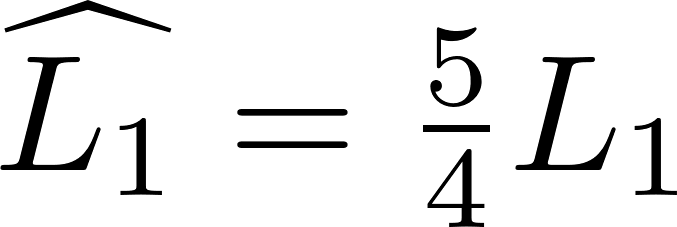 $\widehat{L_1} = \frac{5}{4} L_1$